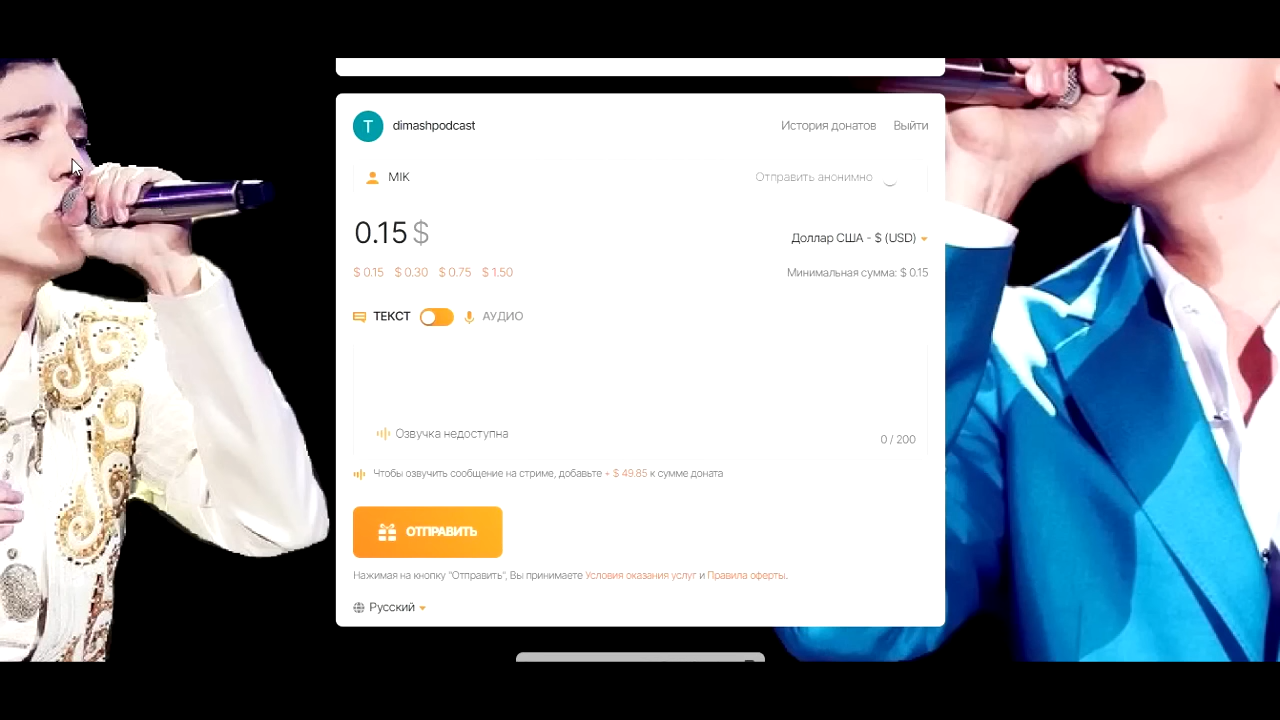 T dimashpodcast История донатов Выйти
MIK Отправить анонимно
0.15 $ Доллар США - $ (USD)
$ 0.15 $ 0.30 $ 0.75 $ 1.50 Минимальная сумма: $ 0.15
ТЕКСТ АУДИО
Озвучка недоступна 0 / 200
Чтобы озвучить сообщение на стриме, добавьте + $ 49.85 к сумме доната
ОТПРАВИТЬ
Нажимая на кнопку "Отправить", Вы принимаете Условия оказания услуг и Правила оферты.
Русский